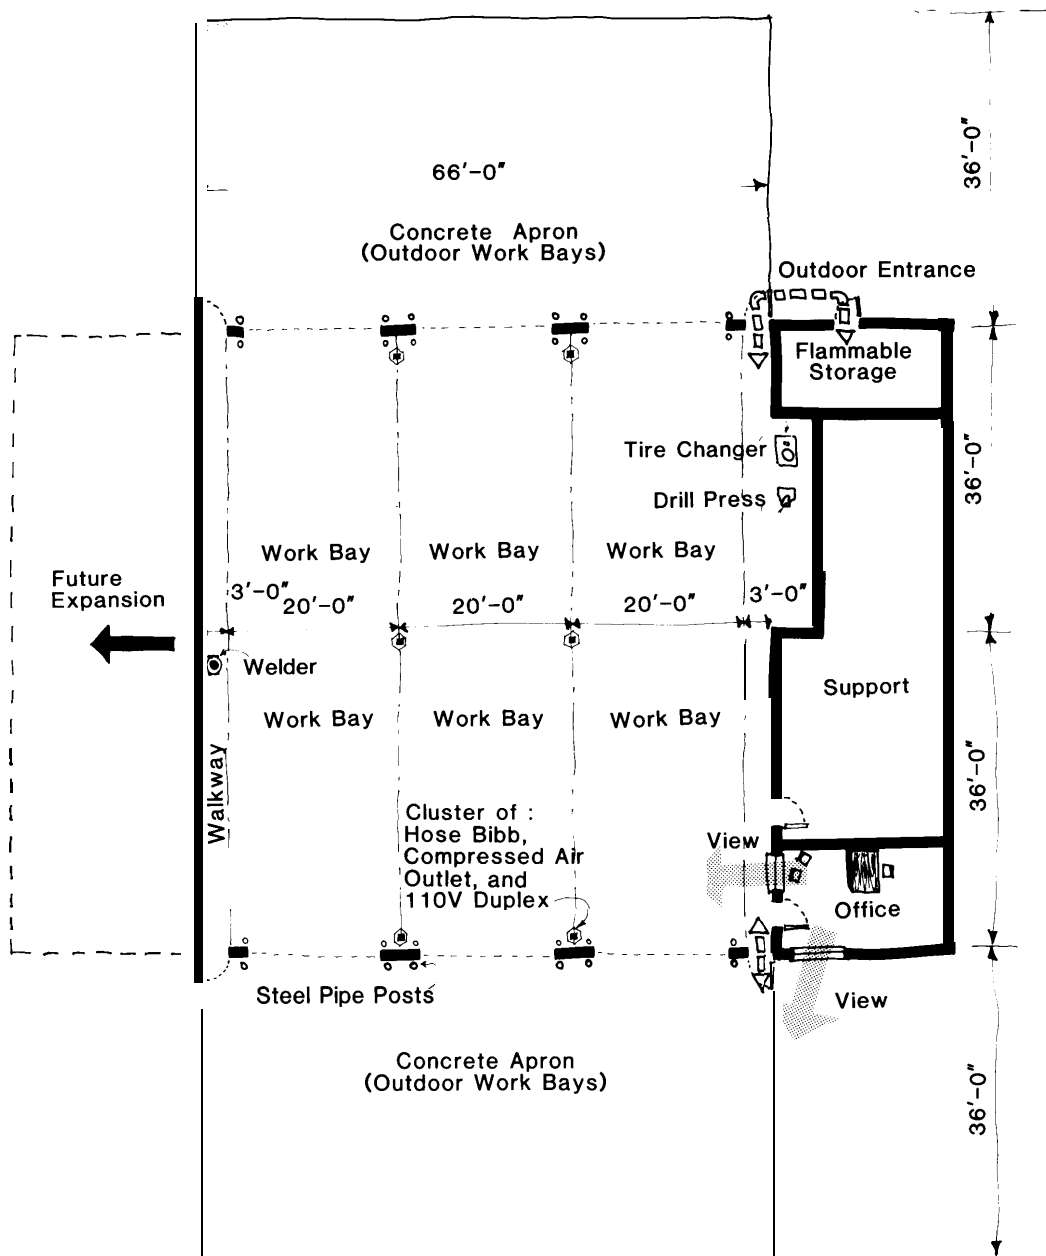 66'-0"
36'-0"
Concrete Apron
(Outdoor Work Bays)
Outdoor Entrance
Flammable
Storage
Tire Changer
36'-0"
Drill Press
Work Bay
Work Bay
Work Bay
Future
Expansion
3'-0"
20'-0"
20'-0"
20'-0"
3'-0"
Welder
Support
Work Bay
Work Bay
Work Bay
Walkway
36'-0"
Cluster of :
Hose Bibb,
Compressed Air
Outlet, and
110V Duplex
View
Office
Steel Pipe Posts
View
Concrete Apron
(Outdoor Work Bays)
36'-0"